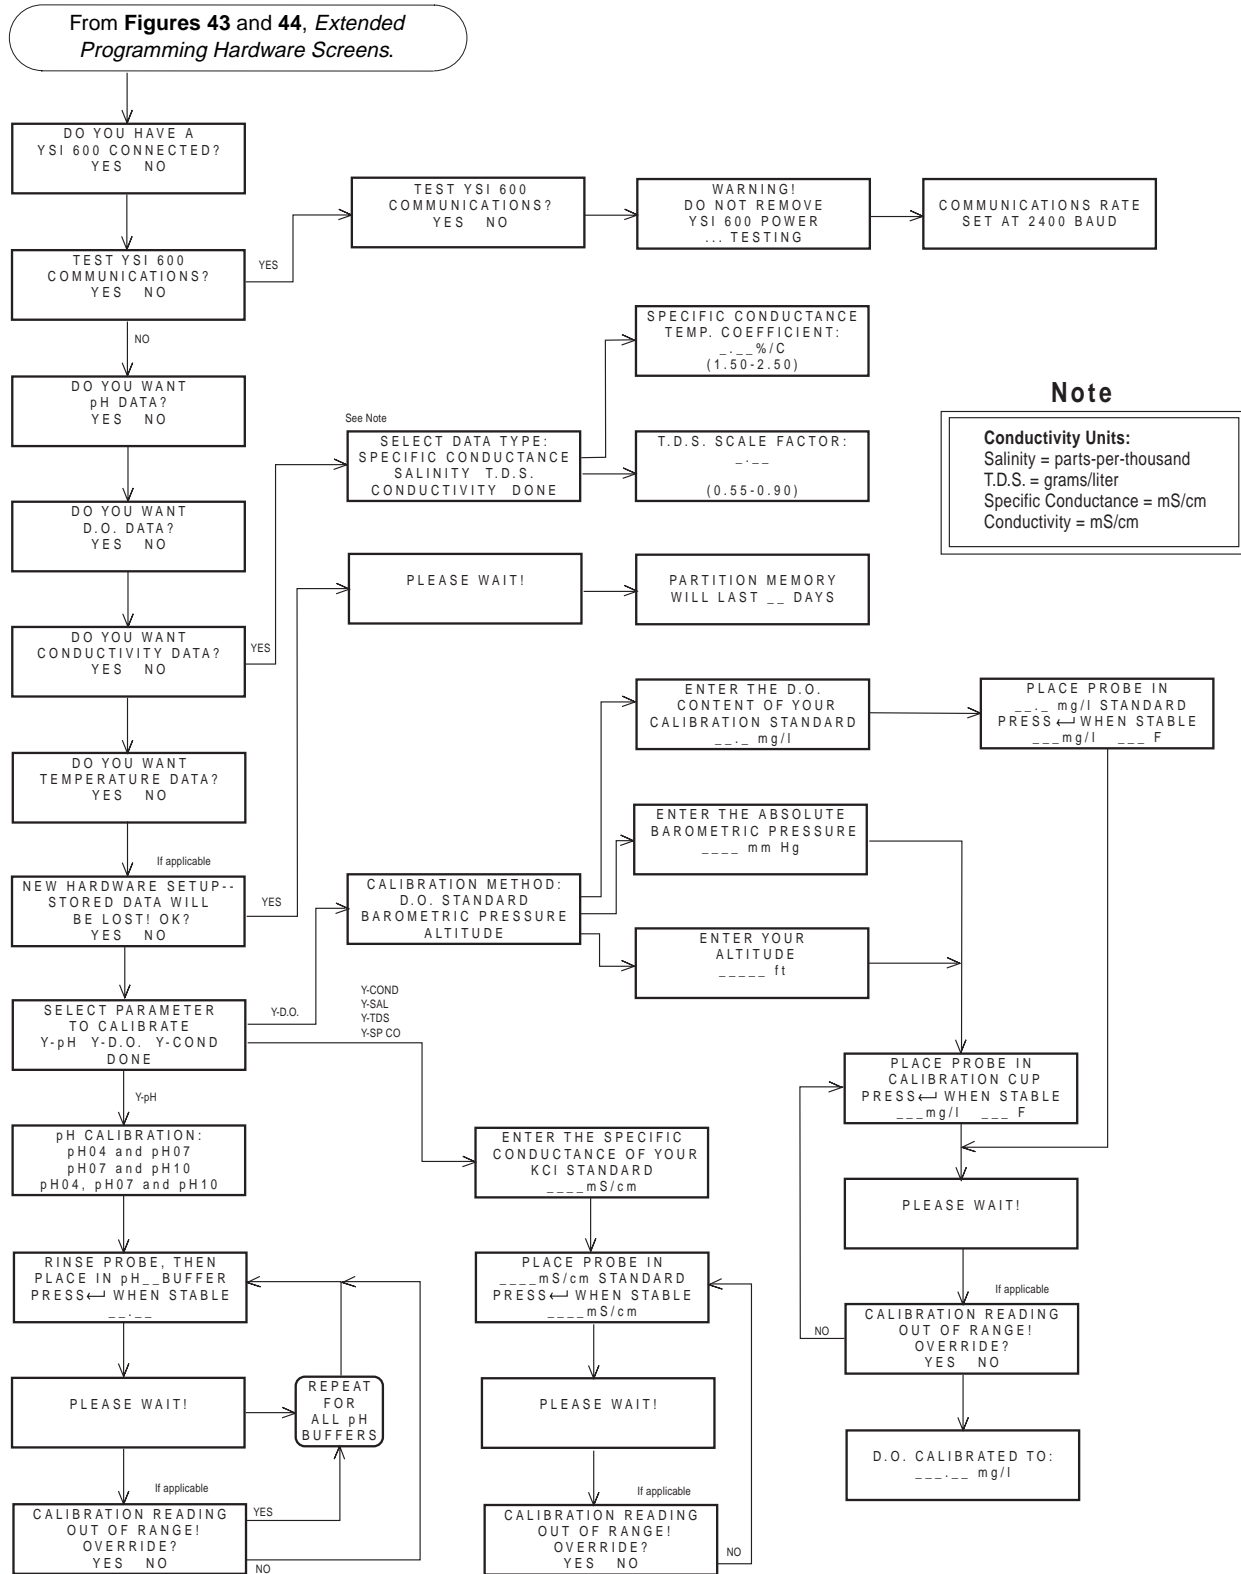 From Figures 43 and 44, Extended
Programming Hardware Screens.
DO YOU HAVE A
YSI 600 CONNECTED?
YES NO
TEST YSI 600
COMMUNICATIONS?
YES NO
YES
TEST YSI 600
COMMUNICATIONS?
YES NO
WARNING!
DO NOT REMOVE
YSI 600 POWER
... TESTING
COMMUNICATIONS RATE
SET AT 2400 BAUD
NO
DO YOU WANT
pH DATA?
YES NO
DO YOU WANT
D.O. DATA?
YES NO
DO YOU WANT
CONDUCTIVITY DATA?
YES NO
YES
See Note
SELECT DATA TYPE:
SPECIFIC CONDUCTANCE
SALINITY T.D.S.
CONDUCTIVITY DONE
SPECIFIC CONDUCTANCE
TEMP. COEFFICIENT:
_.__%/C
(1.50-2.50)
T.D.S. SCALE FACTOR:
_.__
(0.55-0.90)
Note
Conductivity Units:
Salinity = parts-per-thousand
T.D.S. = grams/liter
Specific Conductance = mS/cm
Conductivity = mS/cm
DO YOU WANT
TEMPERATURE DATA?
YES NO
If applicable
NEW HARDWARE SETUP--
STORED DATA WILL
BE LOST! OK?
YES NO
YES
PLEASE WAIT!
PARTITION MEMORY
WILL LAST __ DAYS
SELECT PARAMETER
TO CALIBRATE
Y-pH Y-D.O. Y-COND
DONE
Y-D.O.
CALIBRATION METHOD:
D.O. STANDARD
BAROMETRIC PRESSURE
ALTITUDE
ENTER THE D.O.
CONTENT OF YOUR
CALIBRATION STANDARD
__._ mg/l
PLACE PROBE IN
__._ mg/l STANDARD
PRESS ↵ WHEN STABLE
___mg/l ___ F
ENTER THE ABSOLUTE
BAROMETRIC PRESSURE
____ mm Hg
ENTER YOUR
ALTITUDE
_____ ft
PLACE PROBE IN
CALIBRATION CUP
PRESS ↵ WHEN STABLE
___mg/l ___ F
PLEASE WAIT!
If applicable
CALIBRATION READING
OUT OF RANGE!
OVERRIDE?
YES NO
NO
D.O. CALIBRATED TO:
___.__ mg/l
Y-COND
Y-SAL
Y-TDS
Y-SP CO
ENTER THE SPECIFIC
CONDUCTANCE OF YOUR
KCl STANDARD
____mS/cm
PLACE PROBE IN
____mS/cm STANDARD
PRESS ↵ WHEN STABLE
____mS/cm
PLEASE WAIT!
If applicable
CALIBRATION READING
OUT OF RANGE!
OVERRIDE?
YES NO
NO
Y-pH
pH CALIBRATION:
pH04 and pH07
pH07 and pH10
pH04, pH07 and pH10
RINSE PROBE, THEN
PLACE IN pH__BUFFER
PRESS ↵ WHEN STABLE
__.__
PLEASE WAIT!
REPEAT
FOR
ALL pH
BUFFERS
If applicable
CALIBRATION READING
OUT OF RANGE!
OVERRIDE?
YES NO
YES
NO